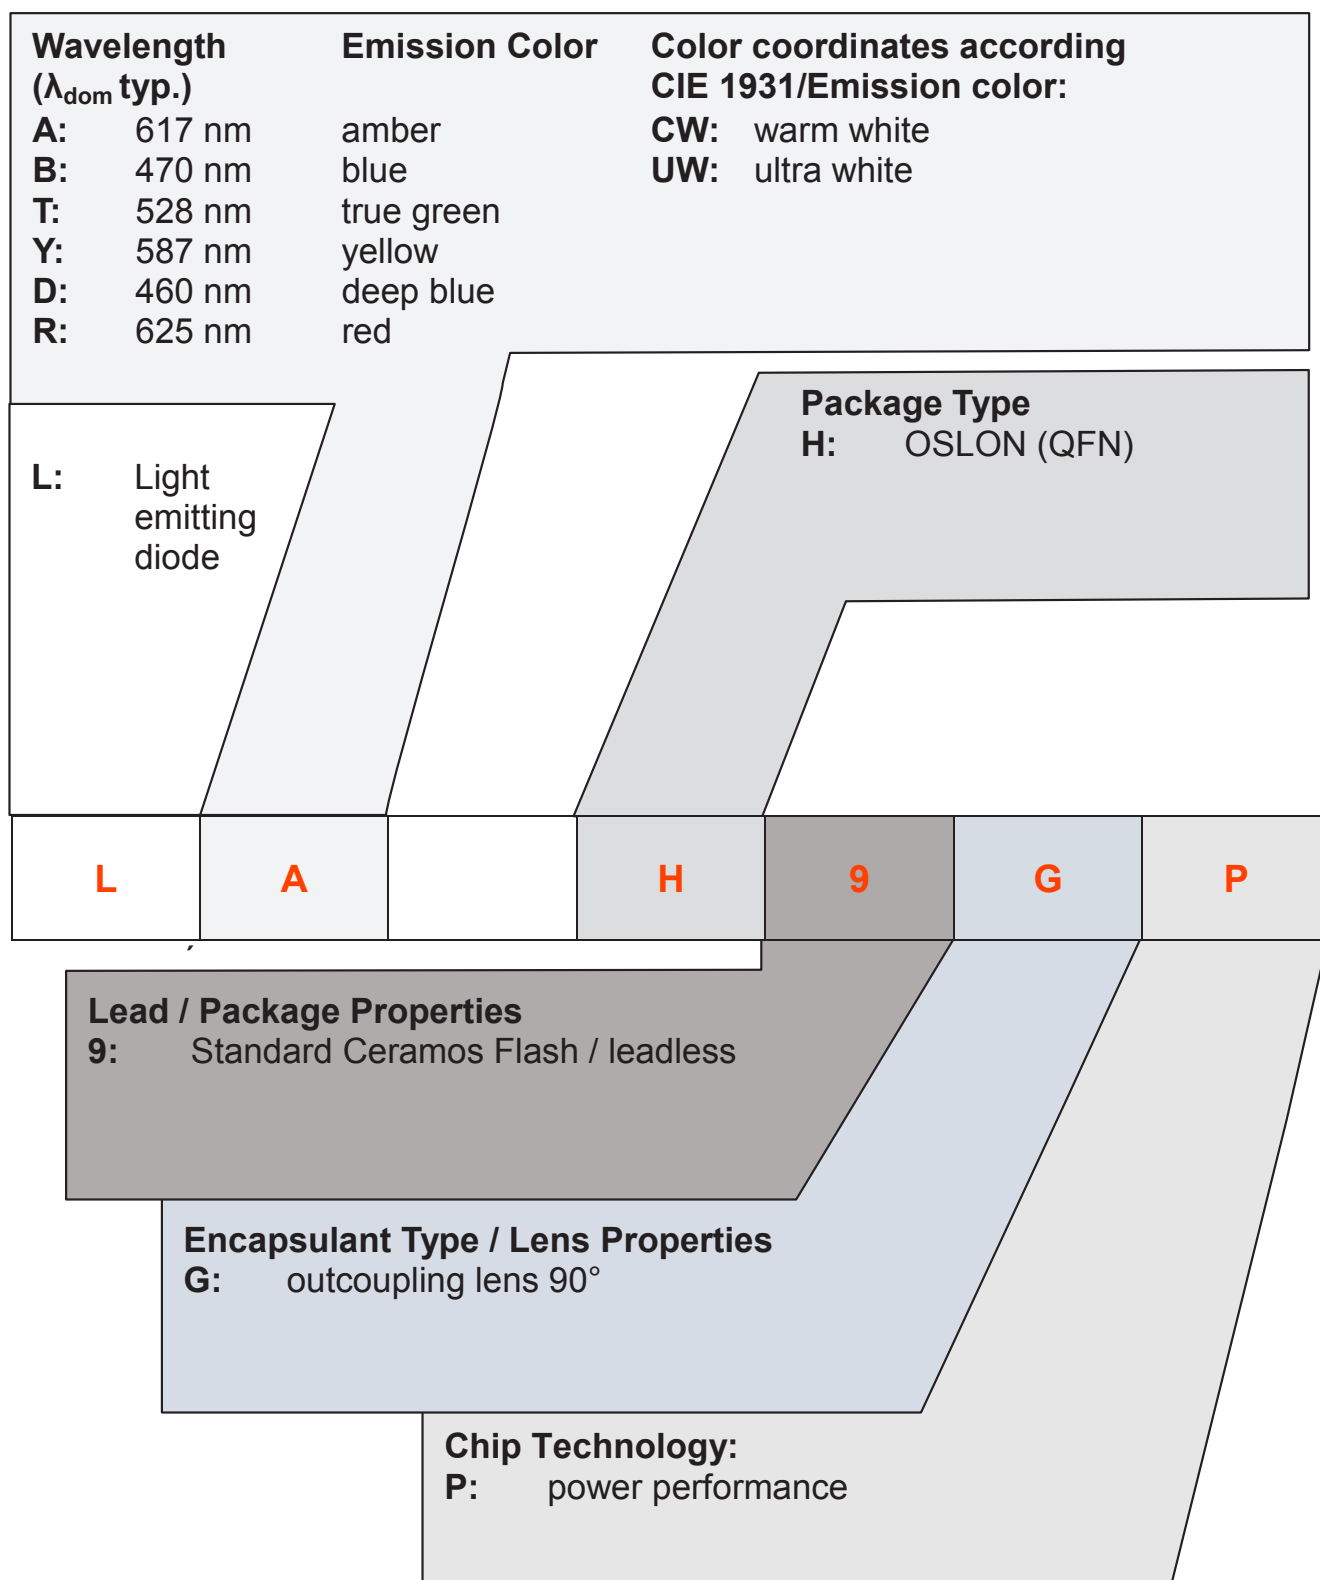 Wavelength Emission Color Color coordinates according
(λdom typ.) CIE 1931/Emission color:
A: 617 nm amber CW: warm white
B: 470 nm blue UW: ultra white
T: 528 nm true green
Y: 587 nm yellow
D: 460 nm deep blue
R: 625 nm red
Package Type
H: OSLON (QFN)
L: Light
emitting
diode
L A H 9 G P
Lead / Package Properties
9: Standard Ceramos Flash / leadless
Encapsulant Type / Lens Properties
G: outcoupling lens 90°
Chip Technology:
P: power performance